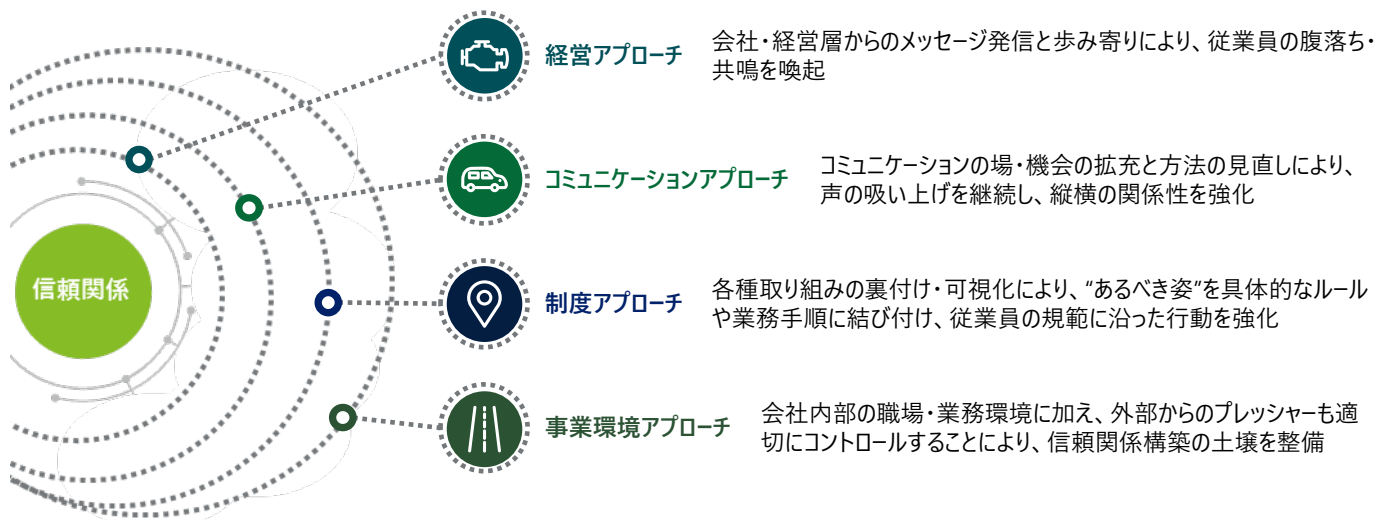 経営アプローチ
会社・経営層からのメッセージ発信と歩み寄りにより、従業員の腹落ち・
共鳴を喚起
コミュニケーションアプローチ
コミュニケーションの場・機会の拡充と方法の見直しにより、
声の吸い上げを継続し、縦横の関係性を強化
信頼関係
制度アプローチ
各種取り組みの裏付け・可視化により、“あるべき姿”を具体的なルール
や業務手順に結び付け、従業員の規範に沿った行動を強化
事業環境アプローチ
会社内部の職場・業務環境に加え、外部からのプレッシャーも適
切にコントロールすることにより、信頼関係構築の土壌を整備